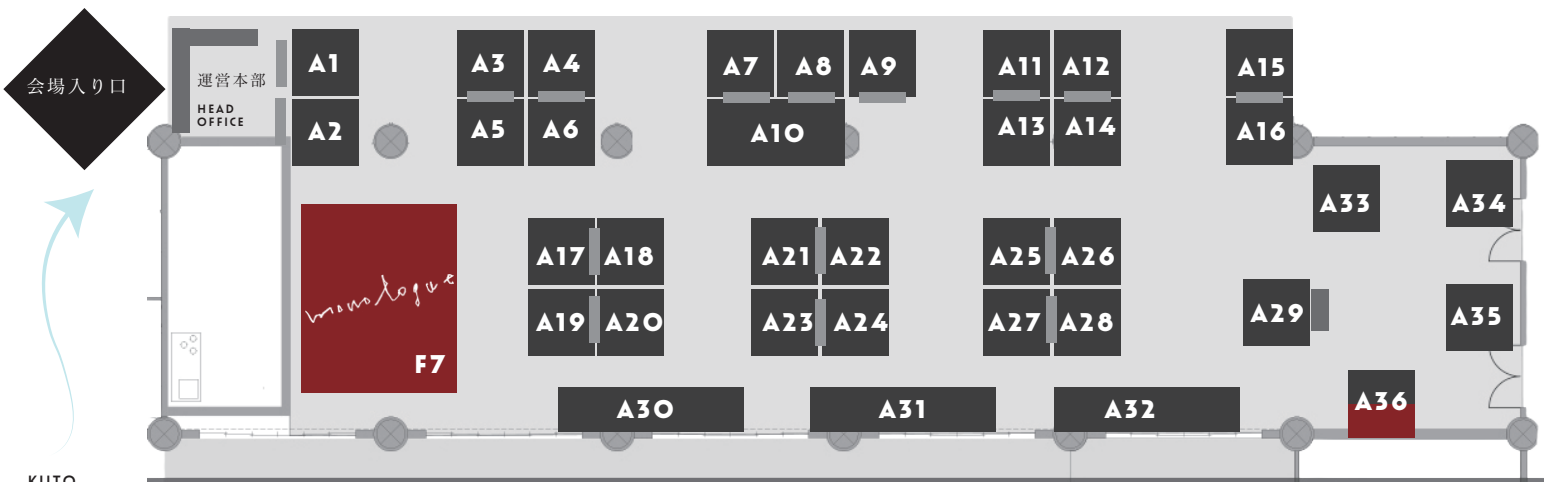 会場入り口
運営本部
HEAD
OFFICE
A1
A2
A3
A4
A5
A6
A7
A8
A9
A10
A11
A12
A13
A14
A15
A16
monologue
F7
A17
A18
A19
A20
A21
A22
A23
A24
A25
A26
A27
A28
A29
A30
A31
A32
A33
A34
A35
A36